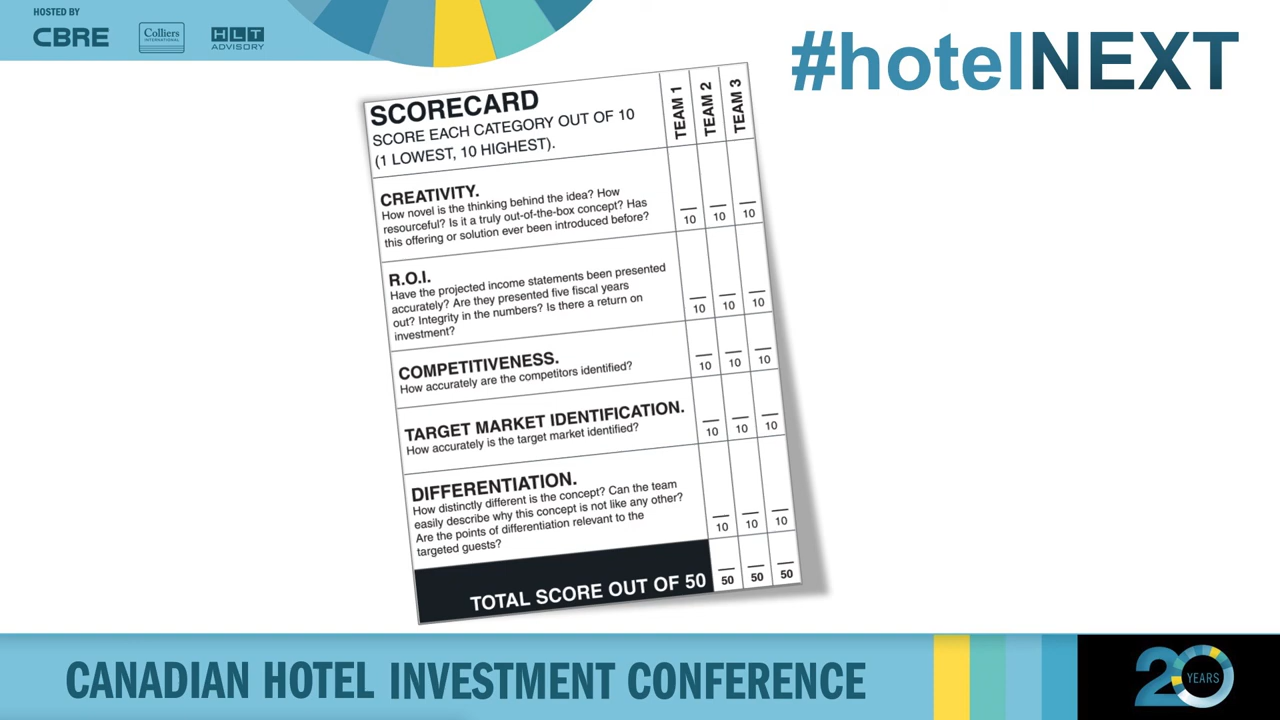 HOSTED BY
CBRE
Colliers
INTERNATIONAL
HLT
ADVISORY
#hotelNEXT
SCORECARD
SCORE EACH CATEGORY OUT OF 10
(1 LOWEST, 10 HIGHEST).
TEAM 1
TEAM 2
TEAM 3
CREATIVITY.
How novel is the thinking behind the idea? How
resourceful? Is it a truly out-of-the-box concept? Has
this offering or solution ever been introduced before?
10 10 10
R.O.I.
Have the projected income statements been presented
accurately? Are they presented five fiscal years
out? Integrity in the numbers? Is there a return on
investment?
10 10 10
COMPETITIVENESS.
How accurately are the competitors identified?
10 10 10
TARGET MARKET IDENTIFICATION.
How accurately is the target market identified?
10 10 10
DIFFERENTIATION.
How distinctly different is the concept? Can the team
easily describe why this concept is not like any other?
Are the points of differentiation relevant to the
targeted guests?
10 10 10
TOTAL SCORE OUT OF 50
50 50 50
CANADIAN HOTEL INVESTMENT CONFERENCE
20
YEARS